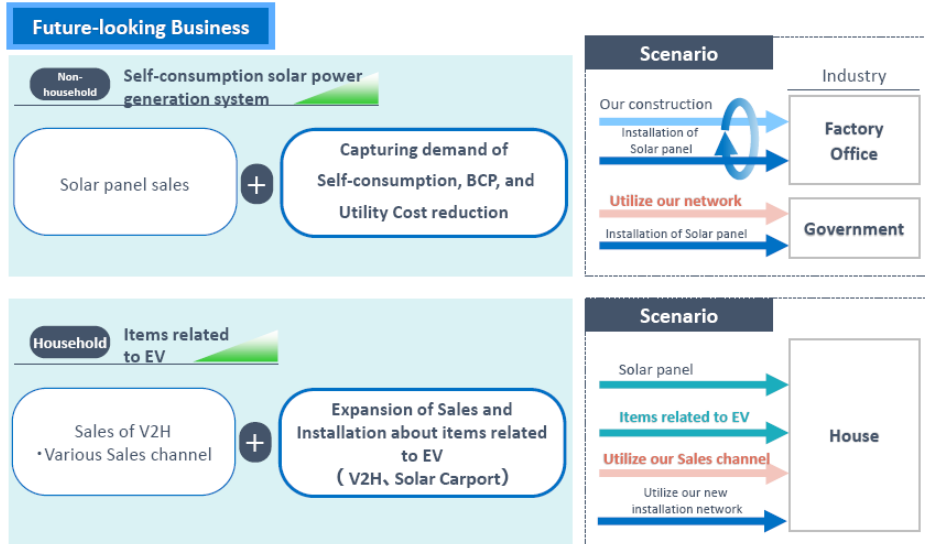 Future-looking Business
Non-
household
Self-consumption solar power
generation system
Solar panel sales
+
Capturing demand of
Self-consumption, BCP, and
Utility Cost reduction
Scenario
Industry
Our construction
Installation of
Solar panel
Factory
Office
Utilize our network
Installation of Solar panel
Government
Household
Items related
to EV
Sales of V2H
・Various Sales channel
+
Expansion of Sales and
Installation about items related
to EV
（ V2H、Solar Carport）
Scenario
Solar panel
Items related to EV
Utilize our Sales channel
Utilize our new
installation network
House